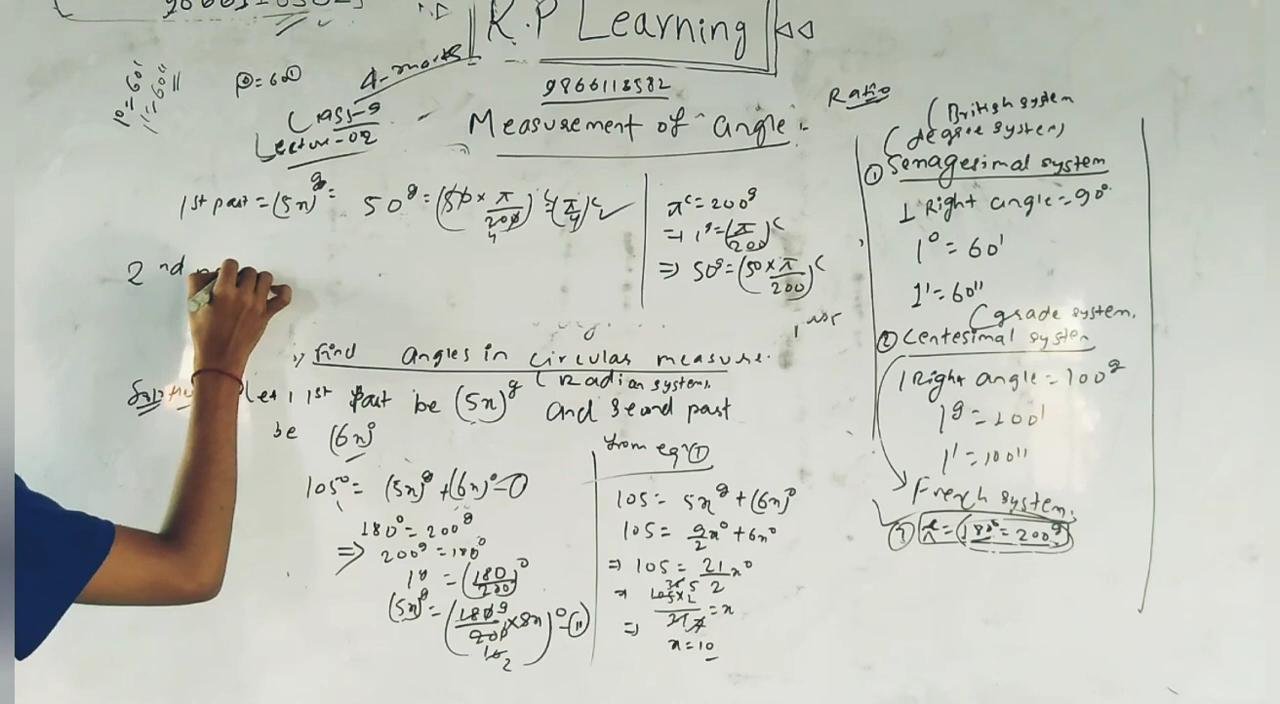 R.P Learning
9866118582
Measurement of angle :-
1° = 60'
1' = 60"
4-marks
Class-9
Lecture-02
1st part = (5x)^g = 50^g = (50 × π/200)^c = (π/4)^c
2nd
π^c = 200^g
⇒ 1^g = (π/200)^c
⇒ 50^g = (50 × π/200)^c
Find angles in circular measure.
(Radian system)
let 1st part be (5x)^g and second part
be (6x)°
105° = (5x)^g + (6x)° —①
180° = 200^g
⇒ 200^g = 180°
1^g = (180/200)°
(5x)^g = (180/200 × 5x)° —(ii)
from eqn ①
105 = 5x^g + (6x)°
105 = 9/2 x° + 6x°
⇒ 105 = 21/2 x°
⇒ 105×2/21 = x
⇒ x = 10
Ratio
(British system
(degree system)
① Senagesimal system
1 Right angle = 90°
1° = 60'
1' = 60"
(grade system.
② Centesimal system
1 Right angle = 100^g
1^g = 100'
1' = 100"
French system.
π^c = (180° = 200^g)